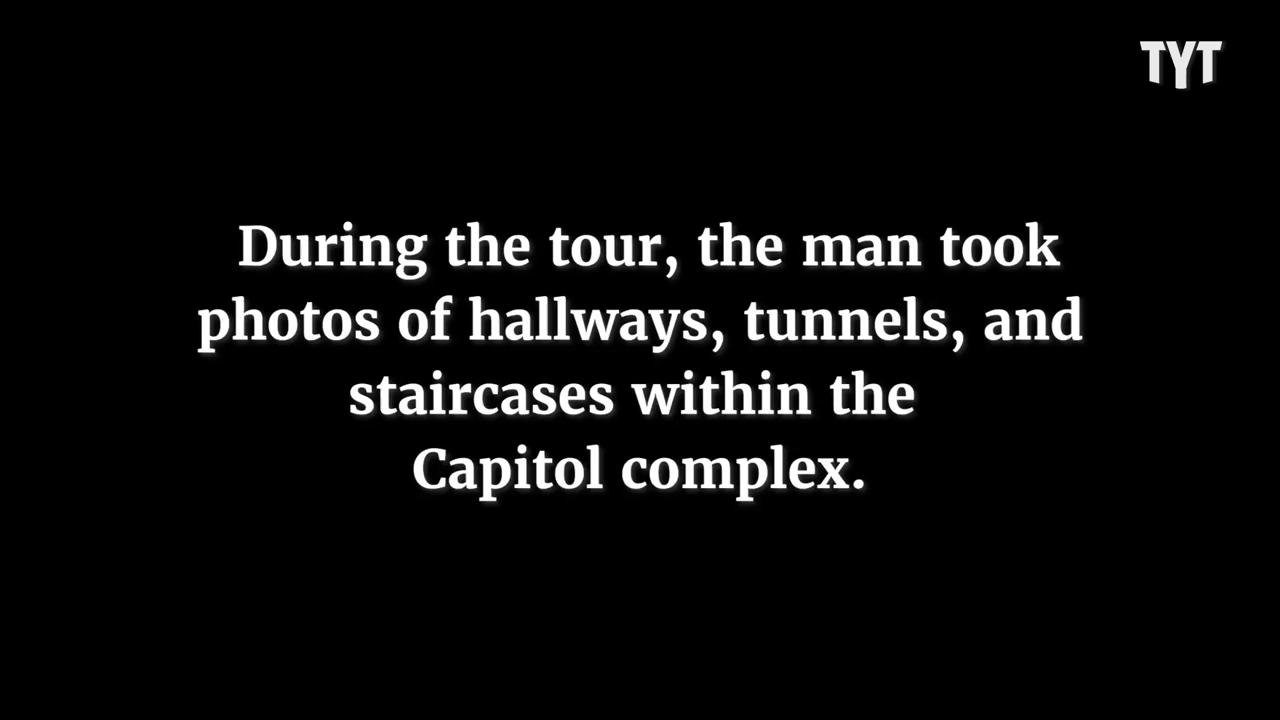 TYT
During the tour, the man took
photos of hallways, tunnels, and
staircases within the
Capitol complex.